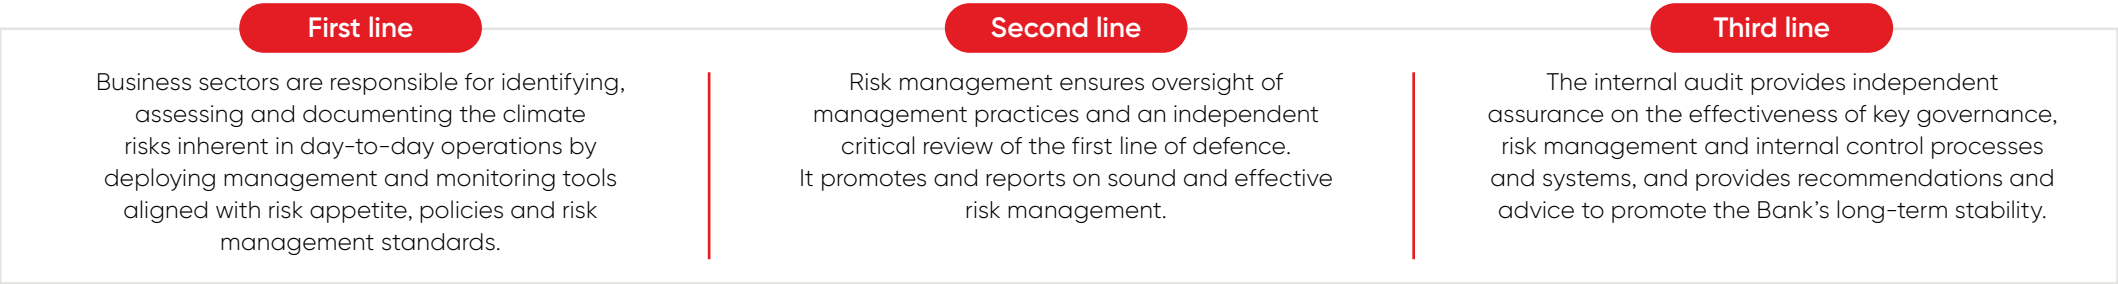 First line
Business sectors are responsible for identifying,
assessing and documenting the climate
risks inherent in day-to-day operations by
deploying management and monitoring tools
aligned with risk appetite, policies and risk
management standards.
Second line
Risk management ensures oversight of
management practices and an independent
critical review of the first line of defence.
It promotes and reports on sound and effective
risk management.
Third line
The internal audit provides independent
assurance on the effectiveness of key governance,
risk management and internal control processes
and systems, and provides recommendations and
advice to promote the Bank’s long-term stability.